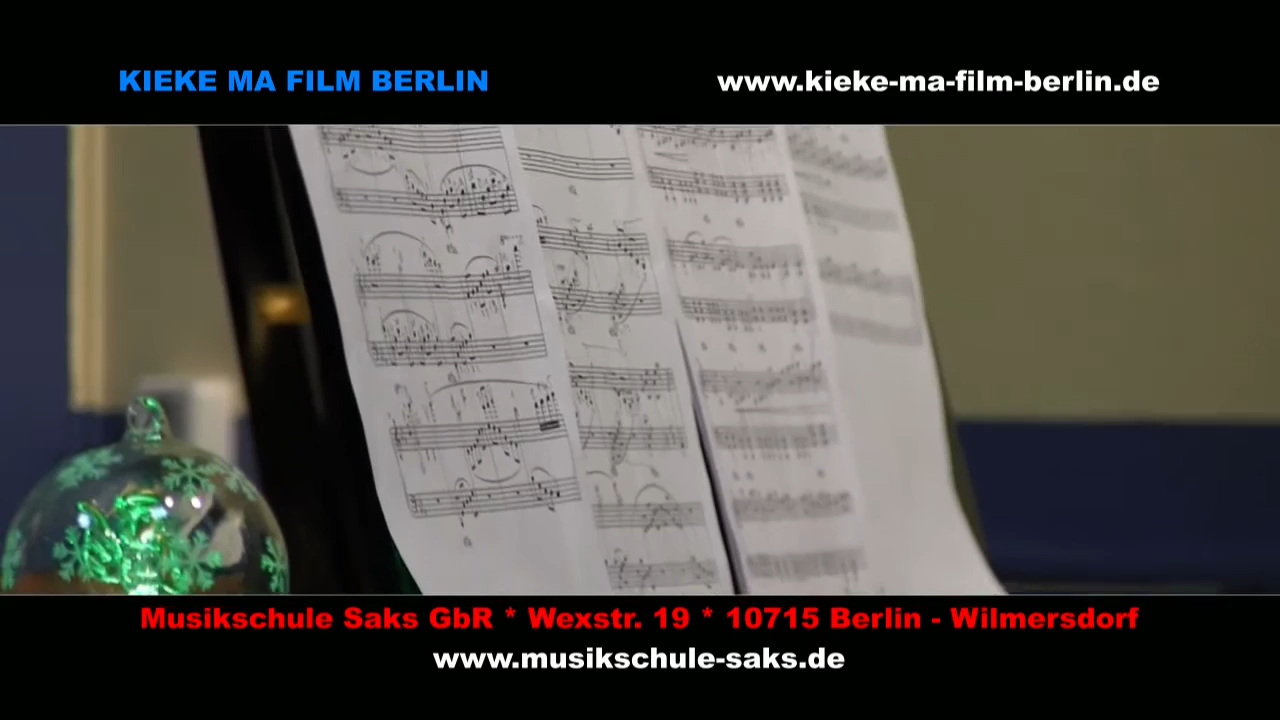 KIEKE MA FILM BERLIN www.kieke-ma-film-berlin.de
Musikschule Saks GbR * Wexstr. 19 * 10715 Berlin - Wilmersdorf
www.musikschule-saks.de